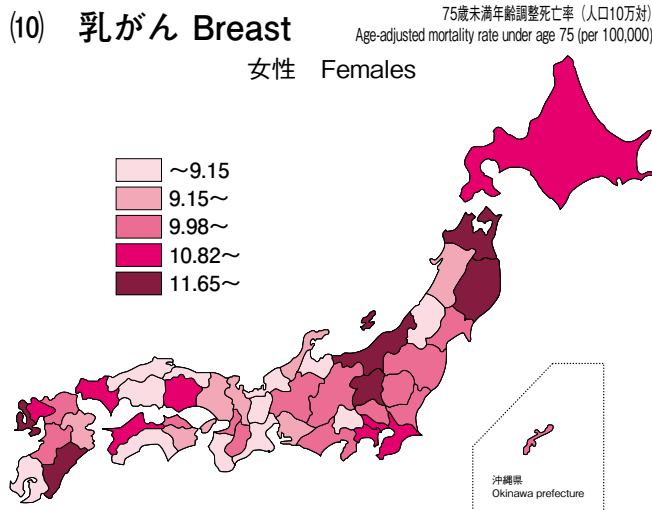 (10) 乳がん Breast
75歳未満年齢調整死亡率（人口10万対）
Age-adjusted mortality rate under age 75 (per 100,000)
女性 Females
～9.15
9.15～
9.98～
10.82～
11.65～
沖縄県
Okinawa prefecture